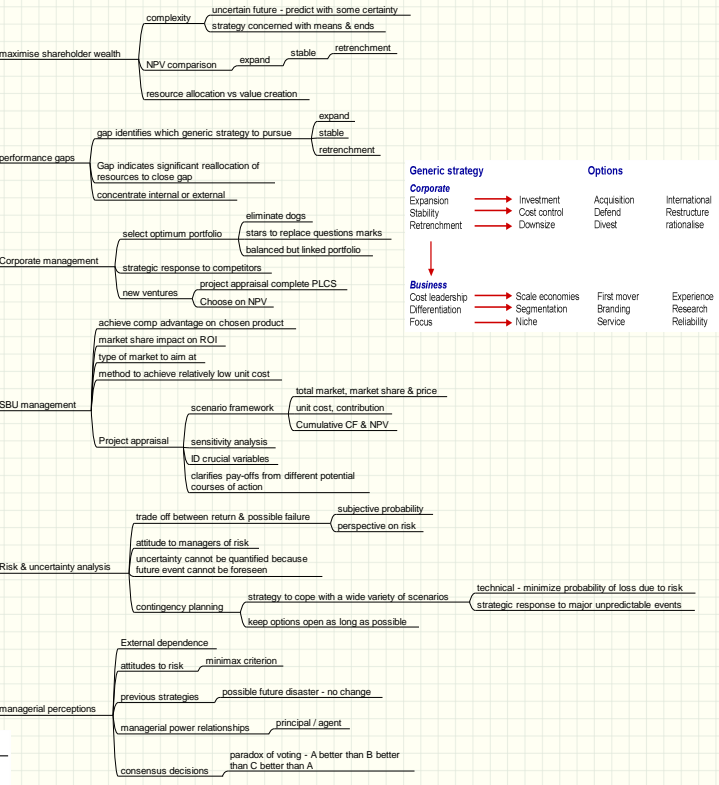 uncertain future - predict with some certainty
complexity
strategy concerned with means & ends
maximise shareholder wealth
NPV comparison
expand
stable
retrenchment
resource allocation vs value creation
performance gaps
gap identifies which generic strategy to pursue
expand
stable
retrenchment
Gap indicates significant reallocation of
resources to close gap
concentrate internal or external
Generic strategy Options
Corporate
Expansion Investment Acquisition International
Stability Cost control Defend Restructure
Retrenchment Downsize Divest rationalise
Business
Cost leadership Scale economies First mover Experience
Differentiation Segmentation Branding Research
Focus Niche Service Reliability
Corporate management
select optimum portfolio
eliminate dogs
stars to replace questions marks
balanced but linked portfolio
strategic response to competitors
new ventures
project appraisal complete PLCS
Choose on NPV
SBU management
achieve comp advantage on chosen product
market share impact on ROI
type of market to aim at
method to achieve relatively low unit cost
Project appraisal
scenario framework
total market, market share & price
unit cost, contribution
Cumulative CF & NPV
sensitivity analysis
ID crucial variables
clarifies pay-offs from different potential
courses of action
Risk & uncertainty analysis
trade off between return & possible failure
subjective probability
perspective on risk
attitude to managers of risk
uncertainty cannot be quantified because
future event cannot be foreseen
contingency planning
strategy to cope with a wide variety of scenarios
technical - minimize probability of loss due to risk
strategic response to major unpredictable events
keep options open as long as possible
managerial perceptions
External dependence
attitudes to risk
minimax criterion
previous strategies
possible future disaster - no change
managerial power relationships
principal / agent
consensus decisions
paradox of voting - A better than B better
than C better than A